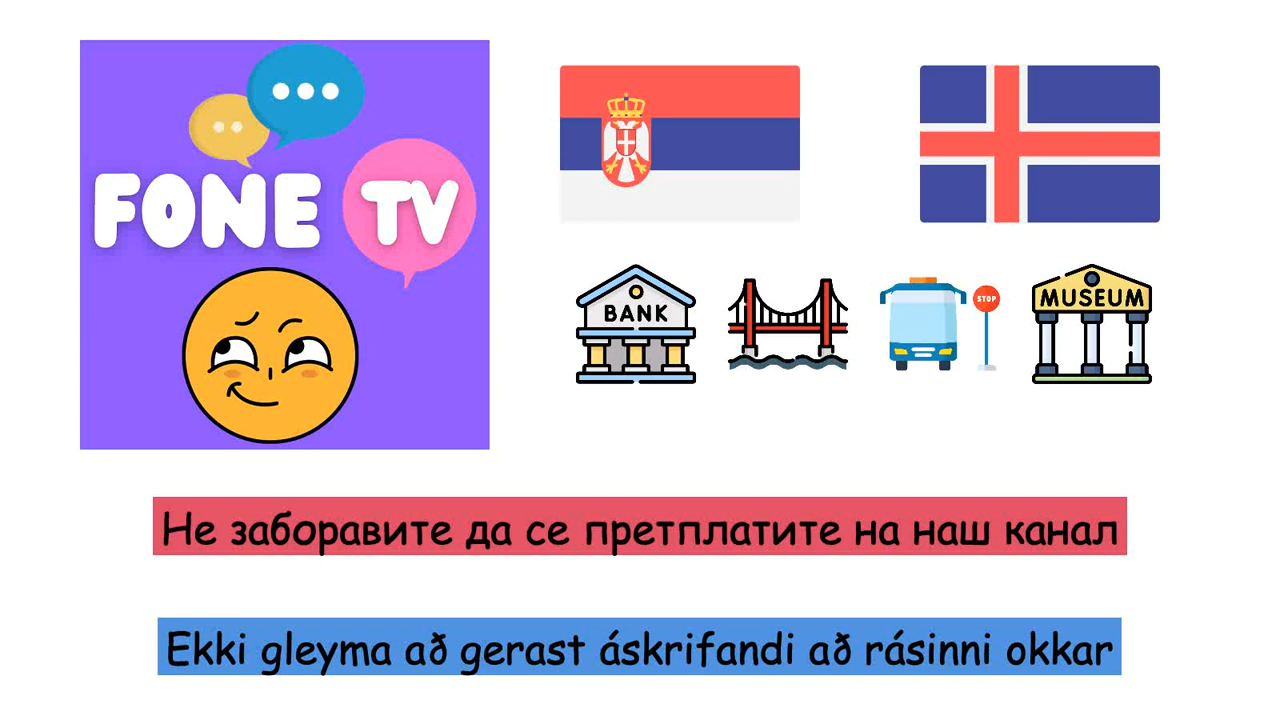 FONE TV
BANK
STOP
MUSEUM
Не заборавите да се претплатите на наш канал
Ekki gleyma að gerast áskrifandi að rásinni okkar